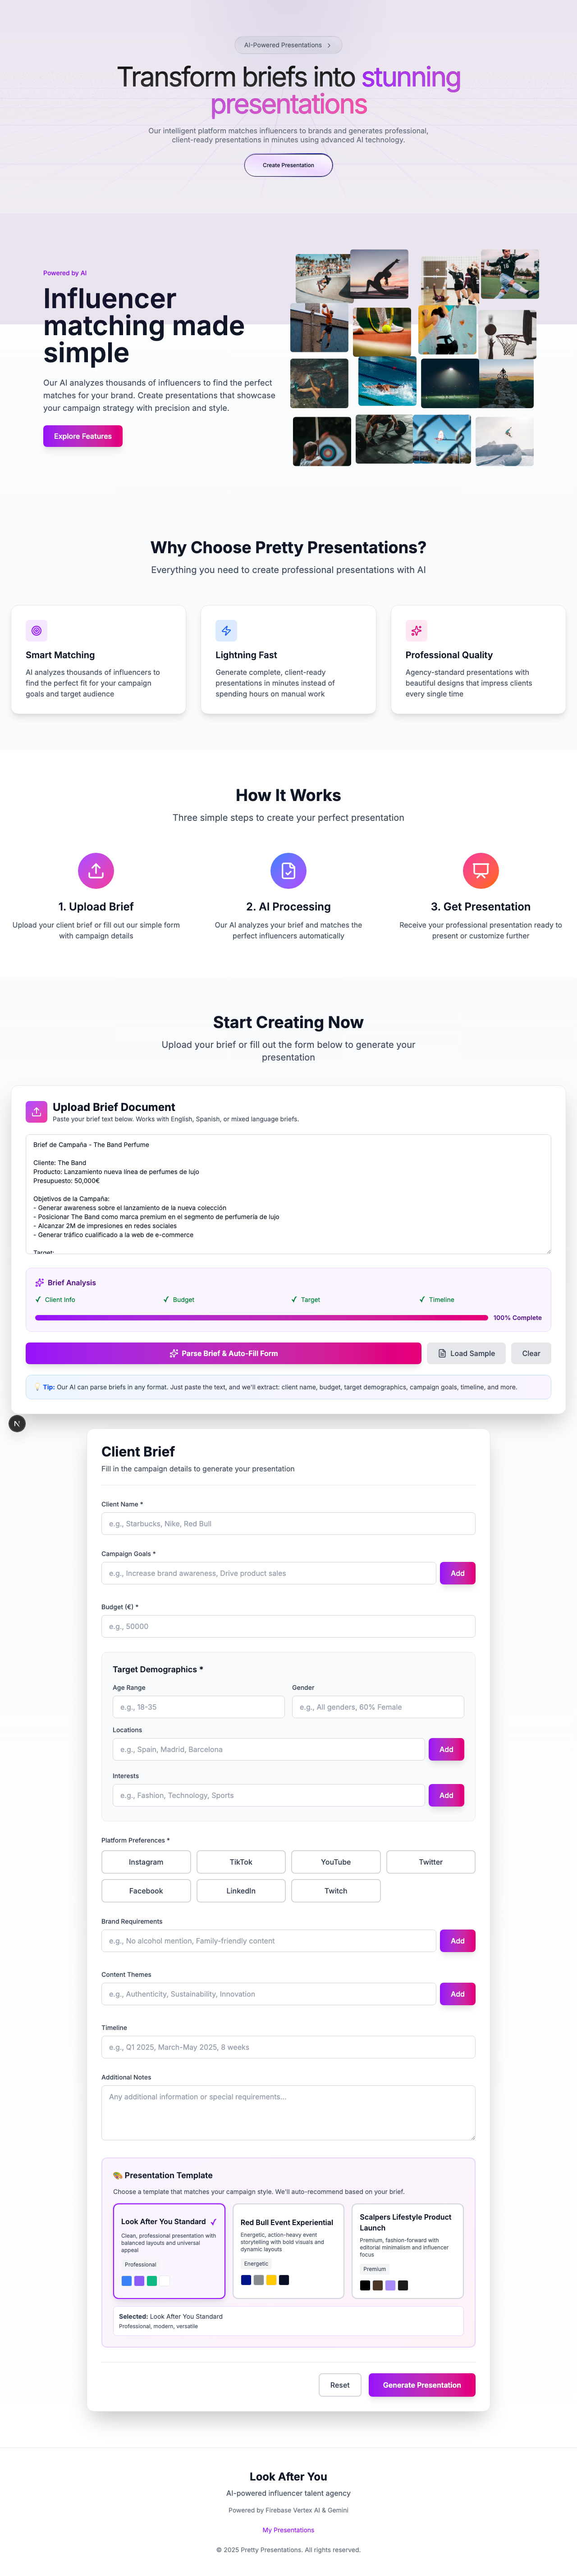 AI-Powered Presentations
Transform briefs into stunning
presentations
Our intelligent platform matches influencers to brands and generates professional,
client-ready presentations in minutes using advanced AI technology.
Create Presentation
Powered by AI
Influencer
matching made
simple
Our AI analyzes thousands of influencers to find the perfect
matches for your brand. Create presentations that showcase
your campaign strategy with precision and style.
Explore Features
Why Choose Pretty Presentations?
Everything you need to create professional presentations with AI
Smart Matching
AI analyzes thousands of influencers to
find the perfect fit for your campaign
goals and target audience
Lightning Fast
Generate complete, client-ready
presentations in minutes instead of
spending hours on manual work
Professional Quality
Agency-standard presentations with
beautiful designs that impress clients
every single time
How It Works
Three simple steps to create your perfect presentation
1. Upload Brief
Upload your client brief or fill out our simple form
with campaign details
2. AI Processing
Our AI analyzes your brief and matches the
perfect influencers automatically
3. Get Presentation
Receive your professional presentation ready to
present or customize further
Start Creating Now
Upload your brief or fill out the form below to generate your
presentation
Upload Brief Document
Paste your brief text below. Works with English, Spanish, or mixed language briefs.
Brief de Campaña - The Band Perfume
Cliente: The Band
Producto: Lanzamiento nueva línea de perfumes de lujo
Presupuesto: 50,000€
Objetivos de la Campaña:
- Generar awareness sobre el lanzamiento de la nueva colección
- Posicionar The Band como marca premium en el segmento de perfumería de lujo
- Alcanzar 2M de impresiones en redes sociales
- Generar tráfico cualificado a la web de e-commerce
Target:
Brief Analysis
✓ Client Info
✓ Budget
✓ Target
✓ Timeline
100% Complete
Parse Brief & Auto-Fill Form
Load Sample
Clear
💡 Tip: Our AI can parse briefs in any format. Just paste the text, and we'll extract: client name, budget, target demographics, campaign goals, timeline, and more.
N
Client Brief
Fill in the campaign details to generate your presentation
Client Name *
e.g., Starbucks, Nike, Red Bull
Campaign Goals *
e.g., Increase brand awareness, Drive product sales
Add
Budget (€) *
e.g., 50000
Target Demographics *
Age Range
Gender
e.g., 18-35
e.g., All genders, 60% Female
Locations
e.g., Spain, Madrid, Barcelona
Add
Interests
e.g., Fashion, Technology, Sports
Add
Platform Preferences *
Instagram
TikTok
YouTube
Twitter
Facebook
LinkedIn
Twitch
Brand Requirements
e.g., No alcohol mention, Family-friendly content
Add
Content Themes
e.g., Authenticity, Sustainability, Innovation
Add
Timeline
e.g., Q1 2025, March-May 2025, 8 weeks
Additional Notes
Any additional information or special requirements...
🎨 Presentation Template
Choose a template that matches your campaign style. We'll auto-recommend based on your brief.
Look After You Standard ✓
Clean, professional presentation with
balanced layouts and universal
appeal
Professional
Red Bull Event Experiential
Energetic, action-heavy event
storytelling with bold visuals and
dynamic layouts
Energetic
Scalpers Lifestyle Product
Launch
Premium, fashion-forward with
editorial minimalism and influencer
focus
Premium
Selected: Look After You Standard
Professional, modern, versatile
Reset
Generate Presentation
Look After You
AI-powered influencer talent agency
Powered by Firebase Vertex AI & Gemini
My Presentations
© 2025 Pretty Presentations. All rights reserved.